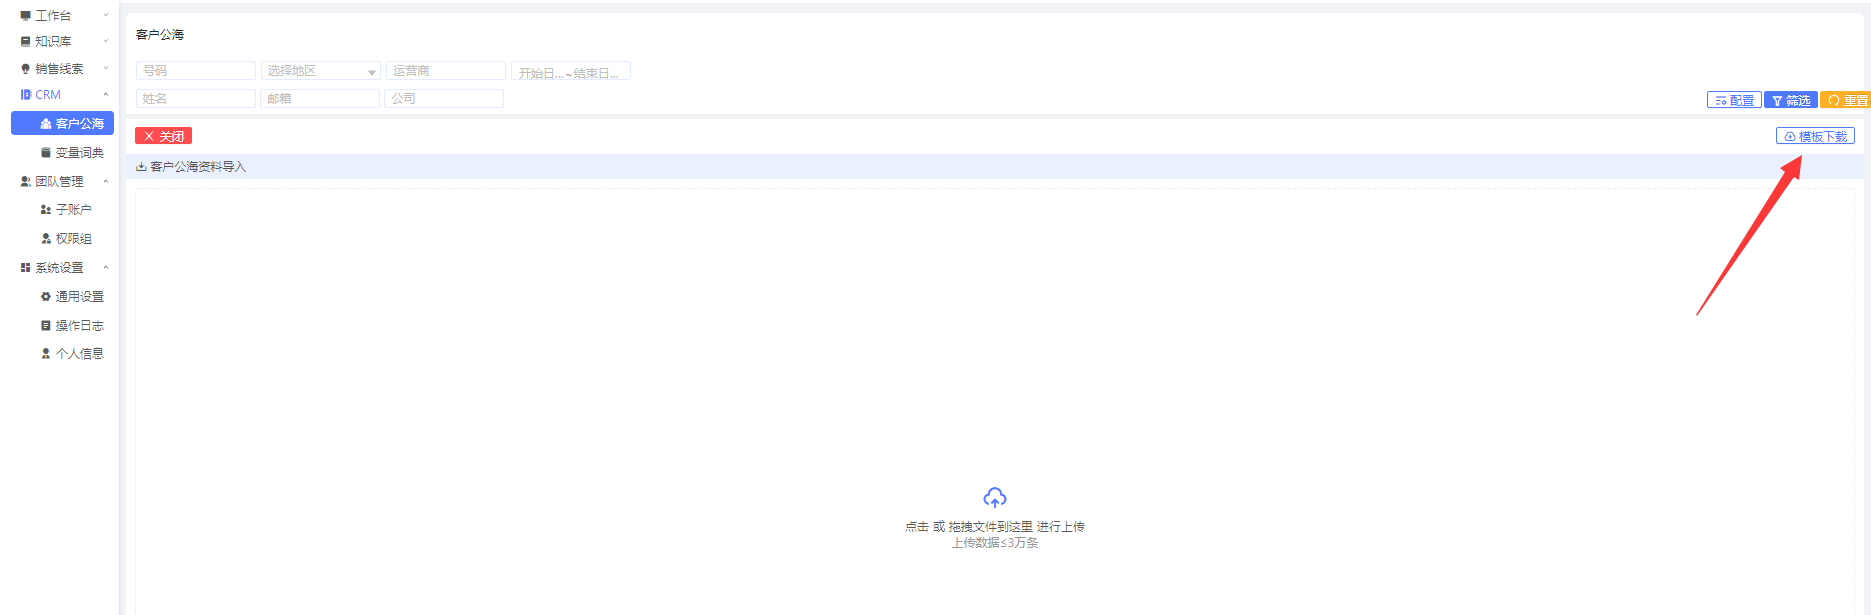 工作台
知识库
销售线索
CRM
客户公海
变量词典
团队管理
子账户
权限组
系统设置
通用设置
操作日志
个人信息
客户公海
号码 选择地区 运营商 开始日... ~ 结束日...
姓名 邮箱 公司
配置 筛选 重置
关闭 模板下载
客户公海资料导入
点击 或 拖拽文件到这里 进行上传
上传数据≤3万条